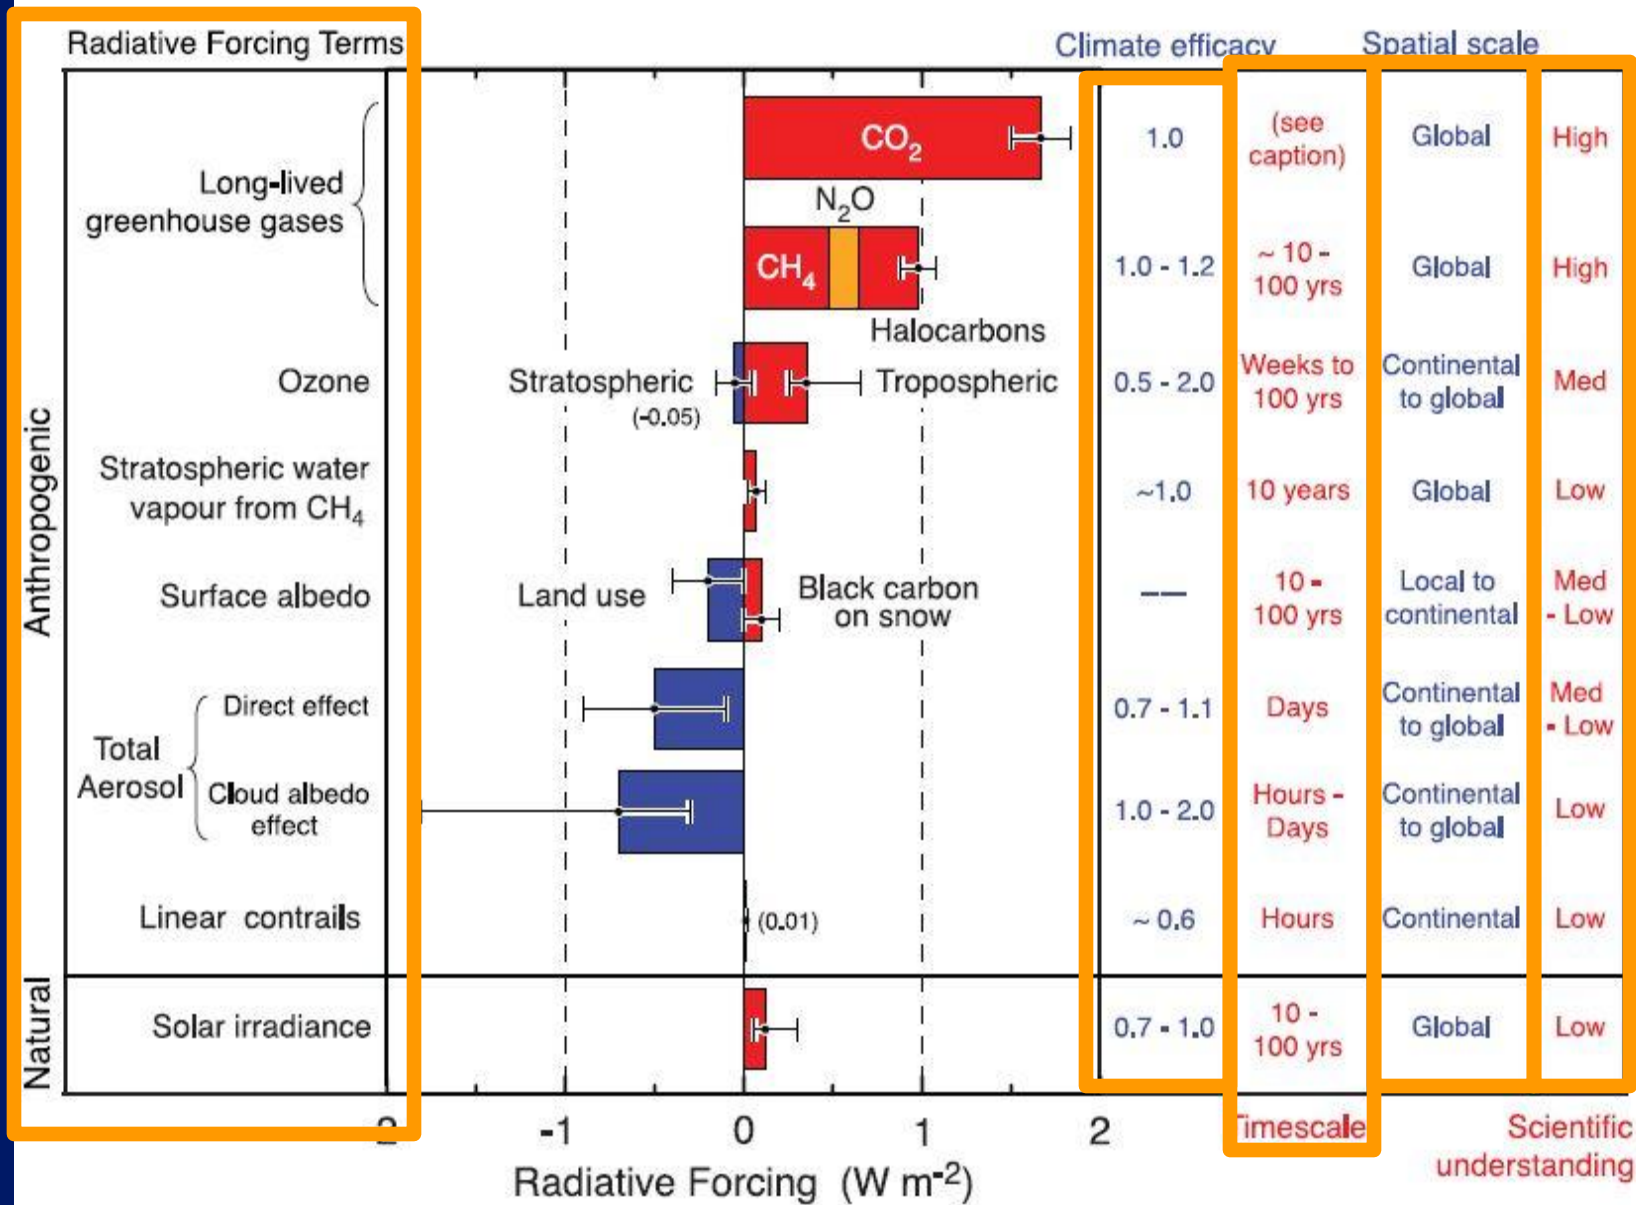 Radiative Forcing Terms
Climate efficacy
Spatial scale
Anthropogenic
Long-lived
greenhouse gases
CO₂
1.0
(see
caption)
Global
High
N₂O
CH₄
Halocarbons
1.0 - 1.2
~ 10 -
100 yrs
Global
High
Ozone
Stratospheric
(-0.05)
Tropospheric
0.5 - 2.0
Weeks to
100 yrs
Continental
to global
Med
Stratospheric water
vapour from CH₄
~1.0
10 years
Global
Low
Surface albedo
Land use
Black carbon
on snow
——
10 -
100 yrs
Local to
continental
Med
- Low
Total
Aerosol
Direct effect
0.7 - 1.1
Days
Continental
to global
Med
- Low
Cloud albedo
effect
1.0 - 2.0
Hours -
Days
Continental
to global
Low
Linear contrails
(0.01)
~ 0.6
Hours
Continental
Low
Natural
Solar irradiance
0.7 - 1.0
10 -
100 yrs
Global
Low
2 -1 0 1 2
Radiative Forcing (W m⁻²)
Timescale
Scientific
understanding